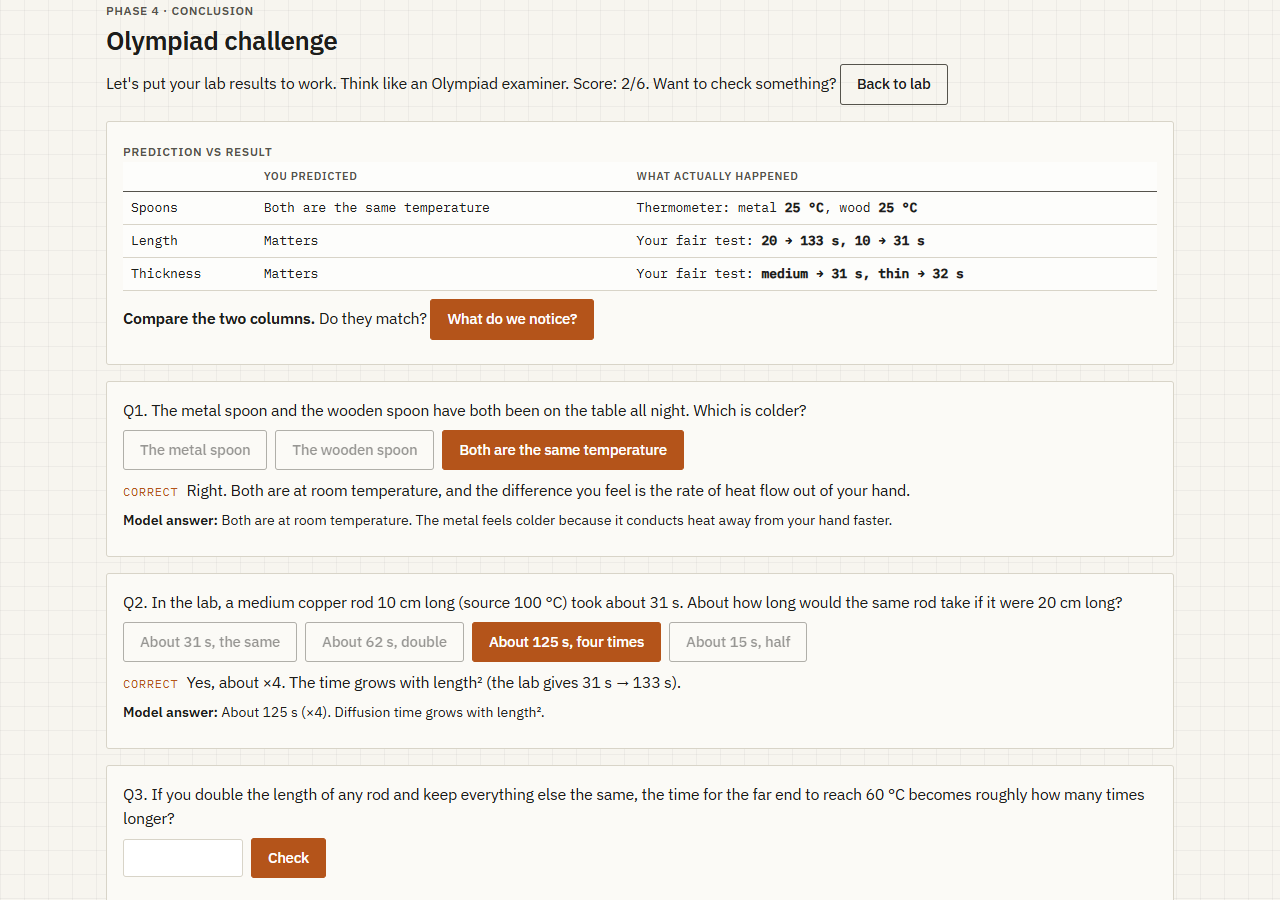 PHASE 4 · CONCLUSION
Olympiad challenge
Let's put your lab results to work. Think like an Olympiad examiner. Score: 2/6. Want to check something? Back to lab
PREDICTION VS RESULT
YOU PREDICTED WHAT ACTUALLY HAPPENED
Spoons Both are the same temperature Thermometer: metal 25 °C, wood 25 °C
Length Matters Your fair test: 20 → 133 s, 10 → 31 s
Thickness Matters Your fair test: medium → 31 s, thin → 32 s
Compare the two columns. Do they match? What do we notice?
Q1. The metal spoon and the wooden spoon have both been on the table all night. Which is colder?
The metal spoon The wooden spoon Both are the same temperature
CORRECT Right. Both are at room temperature, and the difference you feel is the rate of heat flow out of your hand.
Model answer: Both are at room temperature. The metal feels colder because it conducts heat away from your hand faster.
Q2. In the lab, a medium copper rod 10 cm long (source 100 °C) took about 31 s. About how long would the same rod take if it were 20 cm long?
About 31 s, the same About 62 s, double About 125 s, four times About 15 s, half
CORRECT Yes, about ×4. The time grows with length² (the lab gives 31 s → 133 s).
Model answer: About 125 s (×4). Diffusion time grows with length².
Q3. If you double the length of any rod and keep everything else the same, the time for the far end to reach 60 °C becomes roughly how many times
longer?
Check